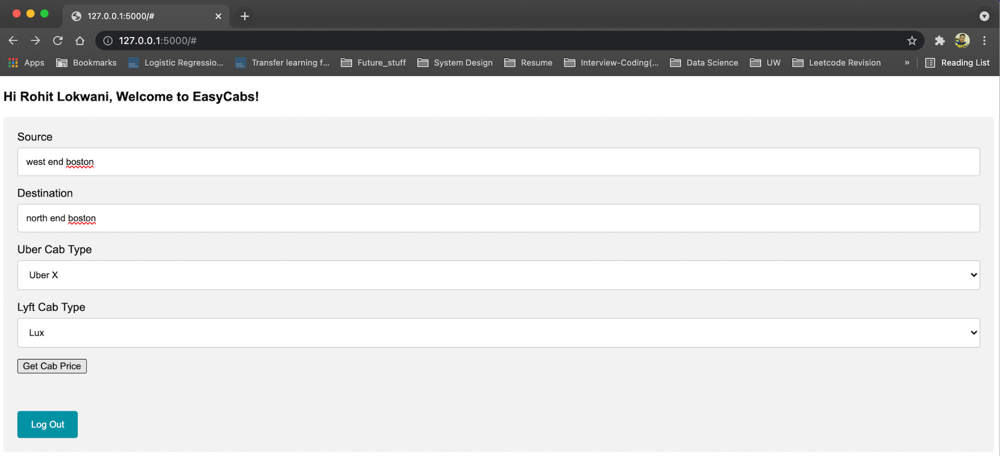 127.0.0.1:5000/#
127.0.0.1:5000/#
Apps Bookmarks Logistic Regressio... Transfer learning f... Future_stuff System Design Resume Interview-Coding(... Data Science UW Leetcode Revision » Reading List
Hi Rohit Lokwani, Welcome to EasyCabs!
Source
west end boston
Destination
north end boston
Uber Cab Type
Uber X
Lyft Cab Type
Lux
Get Cab Price
Log Out